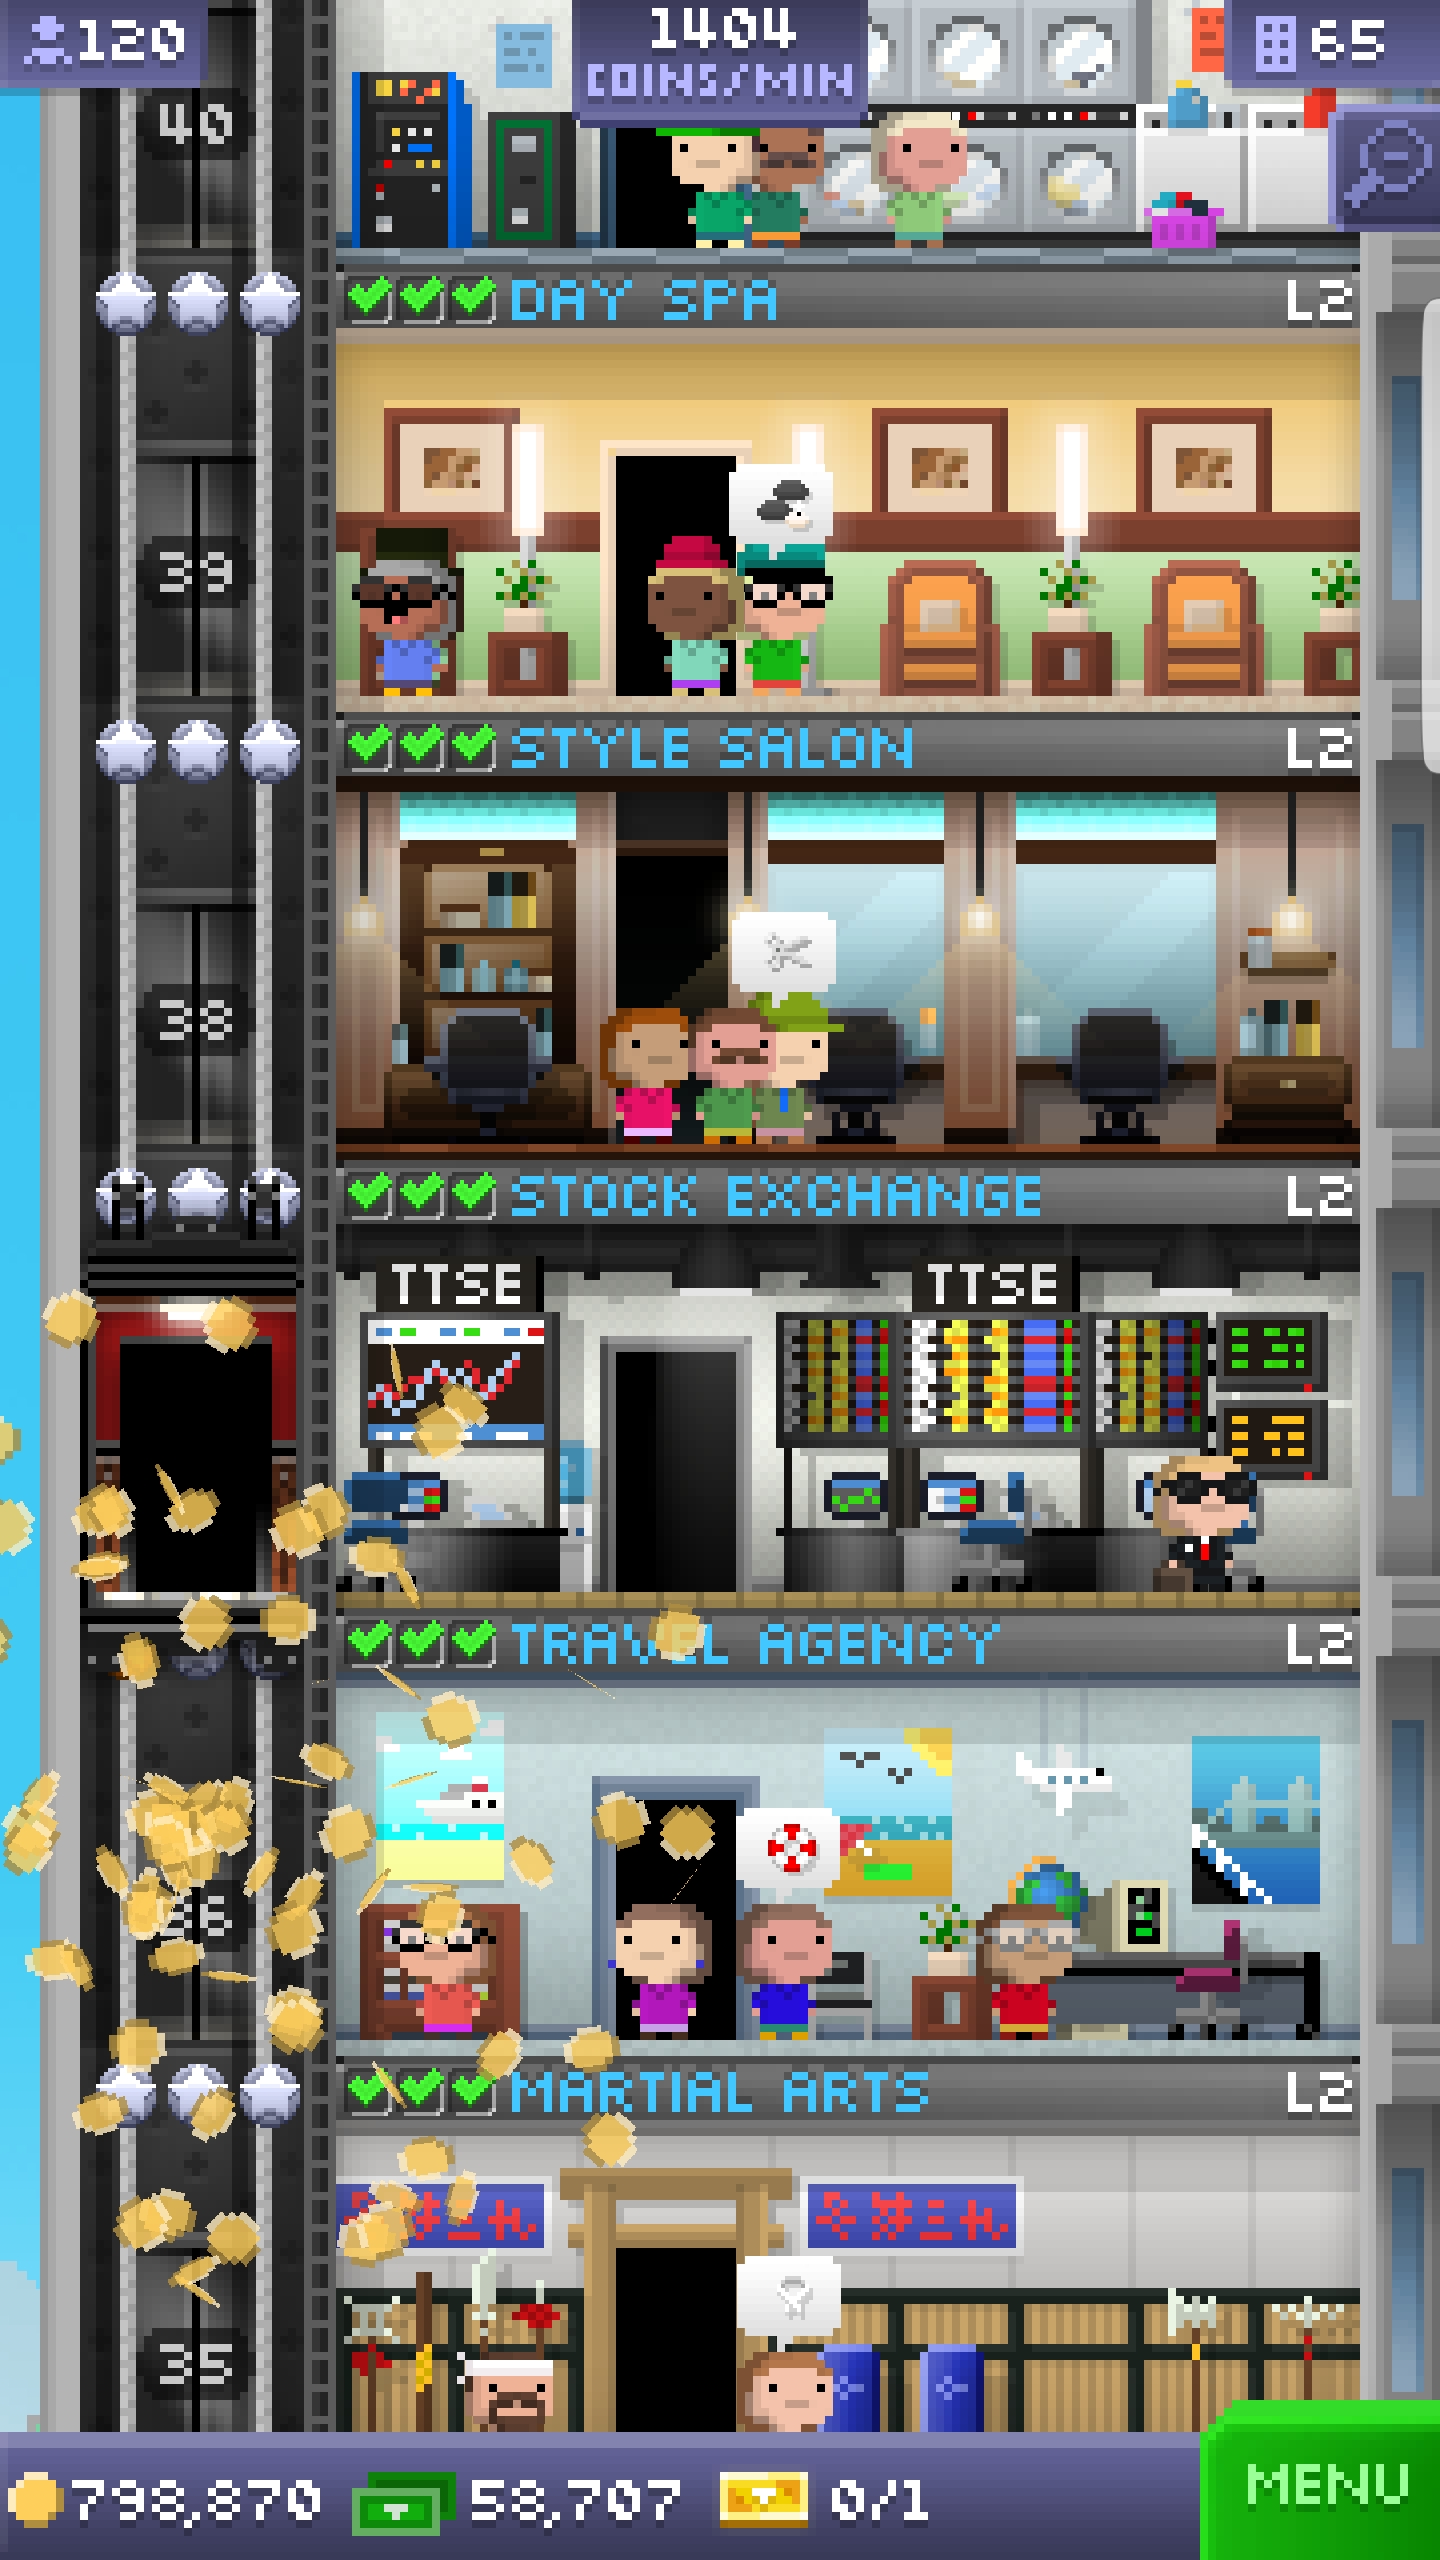 120
1404
COINS/MIN
65
40
DAY SPA L2
39
STYLE SALON L2
38
STOCK EXCHANGE L2
TTSE TTSE
TRAVEL AGENCY L2
36
MARTIAL ARTS L2
35
798,870 58,707 0/1 MENU